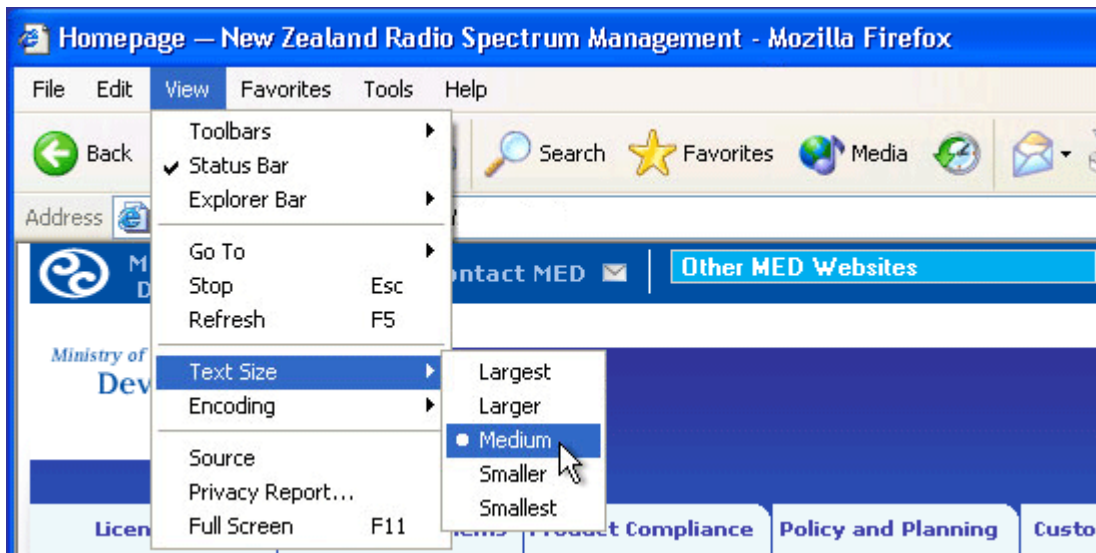 Homepage — New Zealand Radio Spectrum Management - Mozilla Firefox
File Edit View Favorites Tools Help
Back Search Favorites Media
Toolbars
✔ Status Bar
Explorer Bar
Address
Go To
Stop Esc
Refresh F5
Contact MED Other MED Websites
Ministry of
Text Size
Encoding
Source
Privacy Report...
Full Screen F11
Largest
Larger
Medium
Smaller
Smallest
Product Compliance Policy and Planning